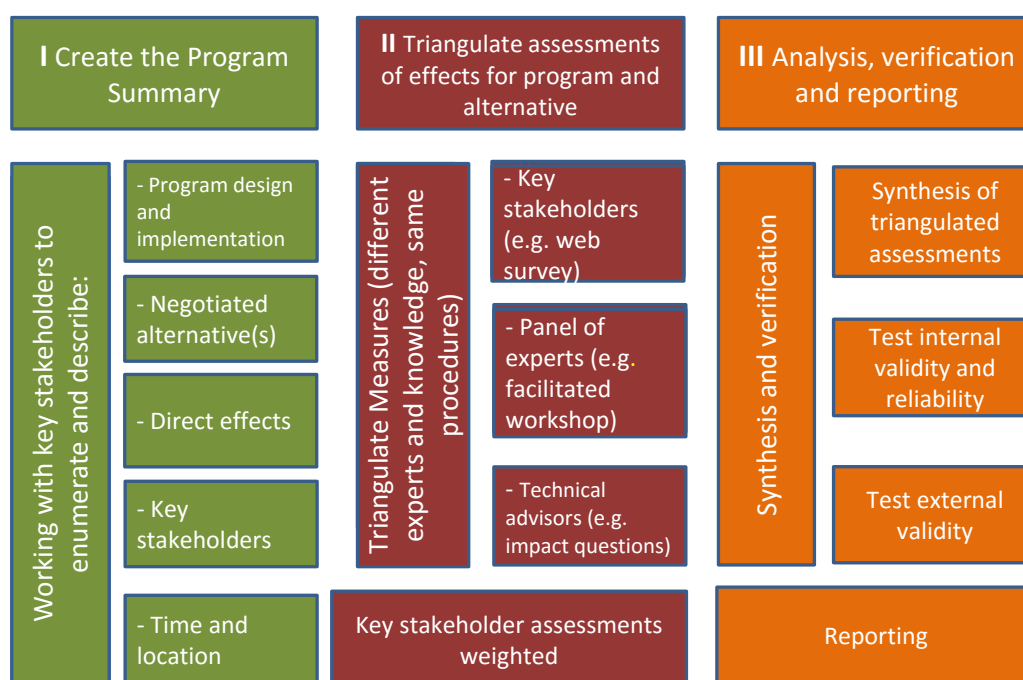 I Create the Program
Summary
Working with key stakeholders to
enumerate and describe:
- Program design
and
implementation
- Negotiated
alternative(s)
- Direct effects
- Key
stakeholders
- Time and
location
II Triangulate assessments
of effects for program and
alternative
Triangulate Measures (different
experts and knowledge, same
procedures)
- Key
stakeholders
(e.g. web
survey)
- Panel of
experts (e.g.
facilitated
workshop)
- Technical
advisors (e.g.
impact questions)
Key stakeholder assessments
weighted
III Analysis, verification
and reporting
Synthesis and verification
Synthesis of
triangulated
assessments
Test internal
validity and
reliability
Test external
validity
Reporting